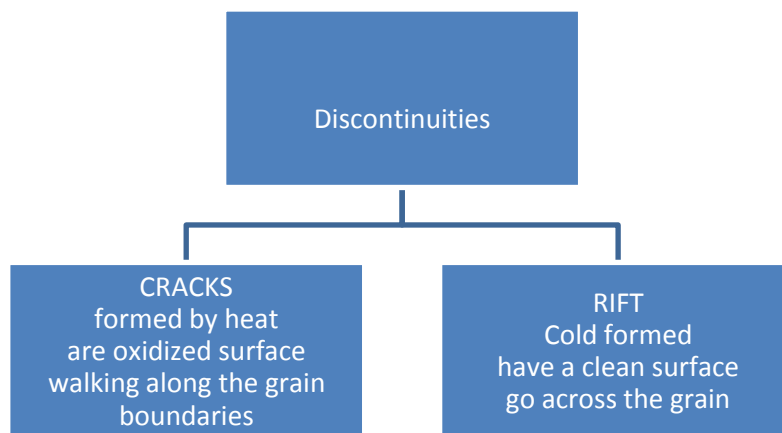 Discontinuities
CRACKS
formed by heat
are oxidized surface
walking along the grain
boundaries
RIFT
Cold formed
have a clean surface
go across the grain